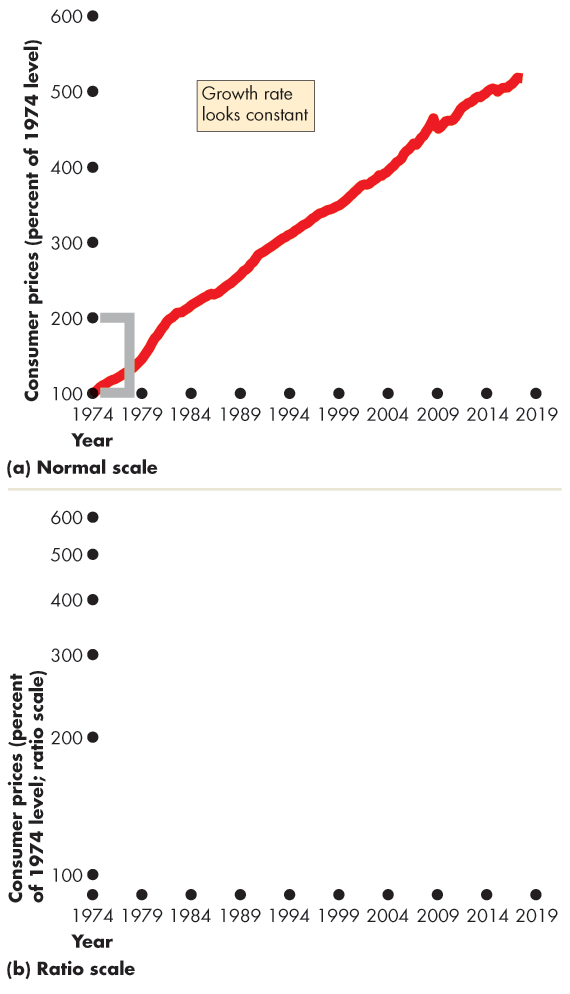 Consumer prices (percent of 1974 level)
600
500
400
300
200
100
Growth rate
looks constant
1974 1979 1984 1989 1994 1999 2004 2009 2014 2019
Year
(a) Normal scale
Consumer prices (percent
of 1974 level; ratio scale)
600
500
400
300
200
100
1974 1979 1984 1989 1994 1999 2004 2009 2014 2019
Year
(b) Ratio scale